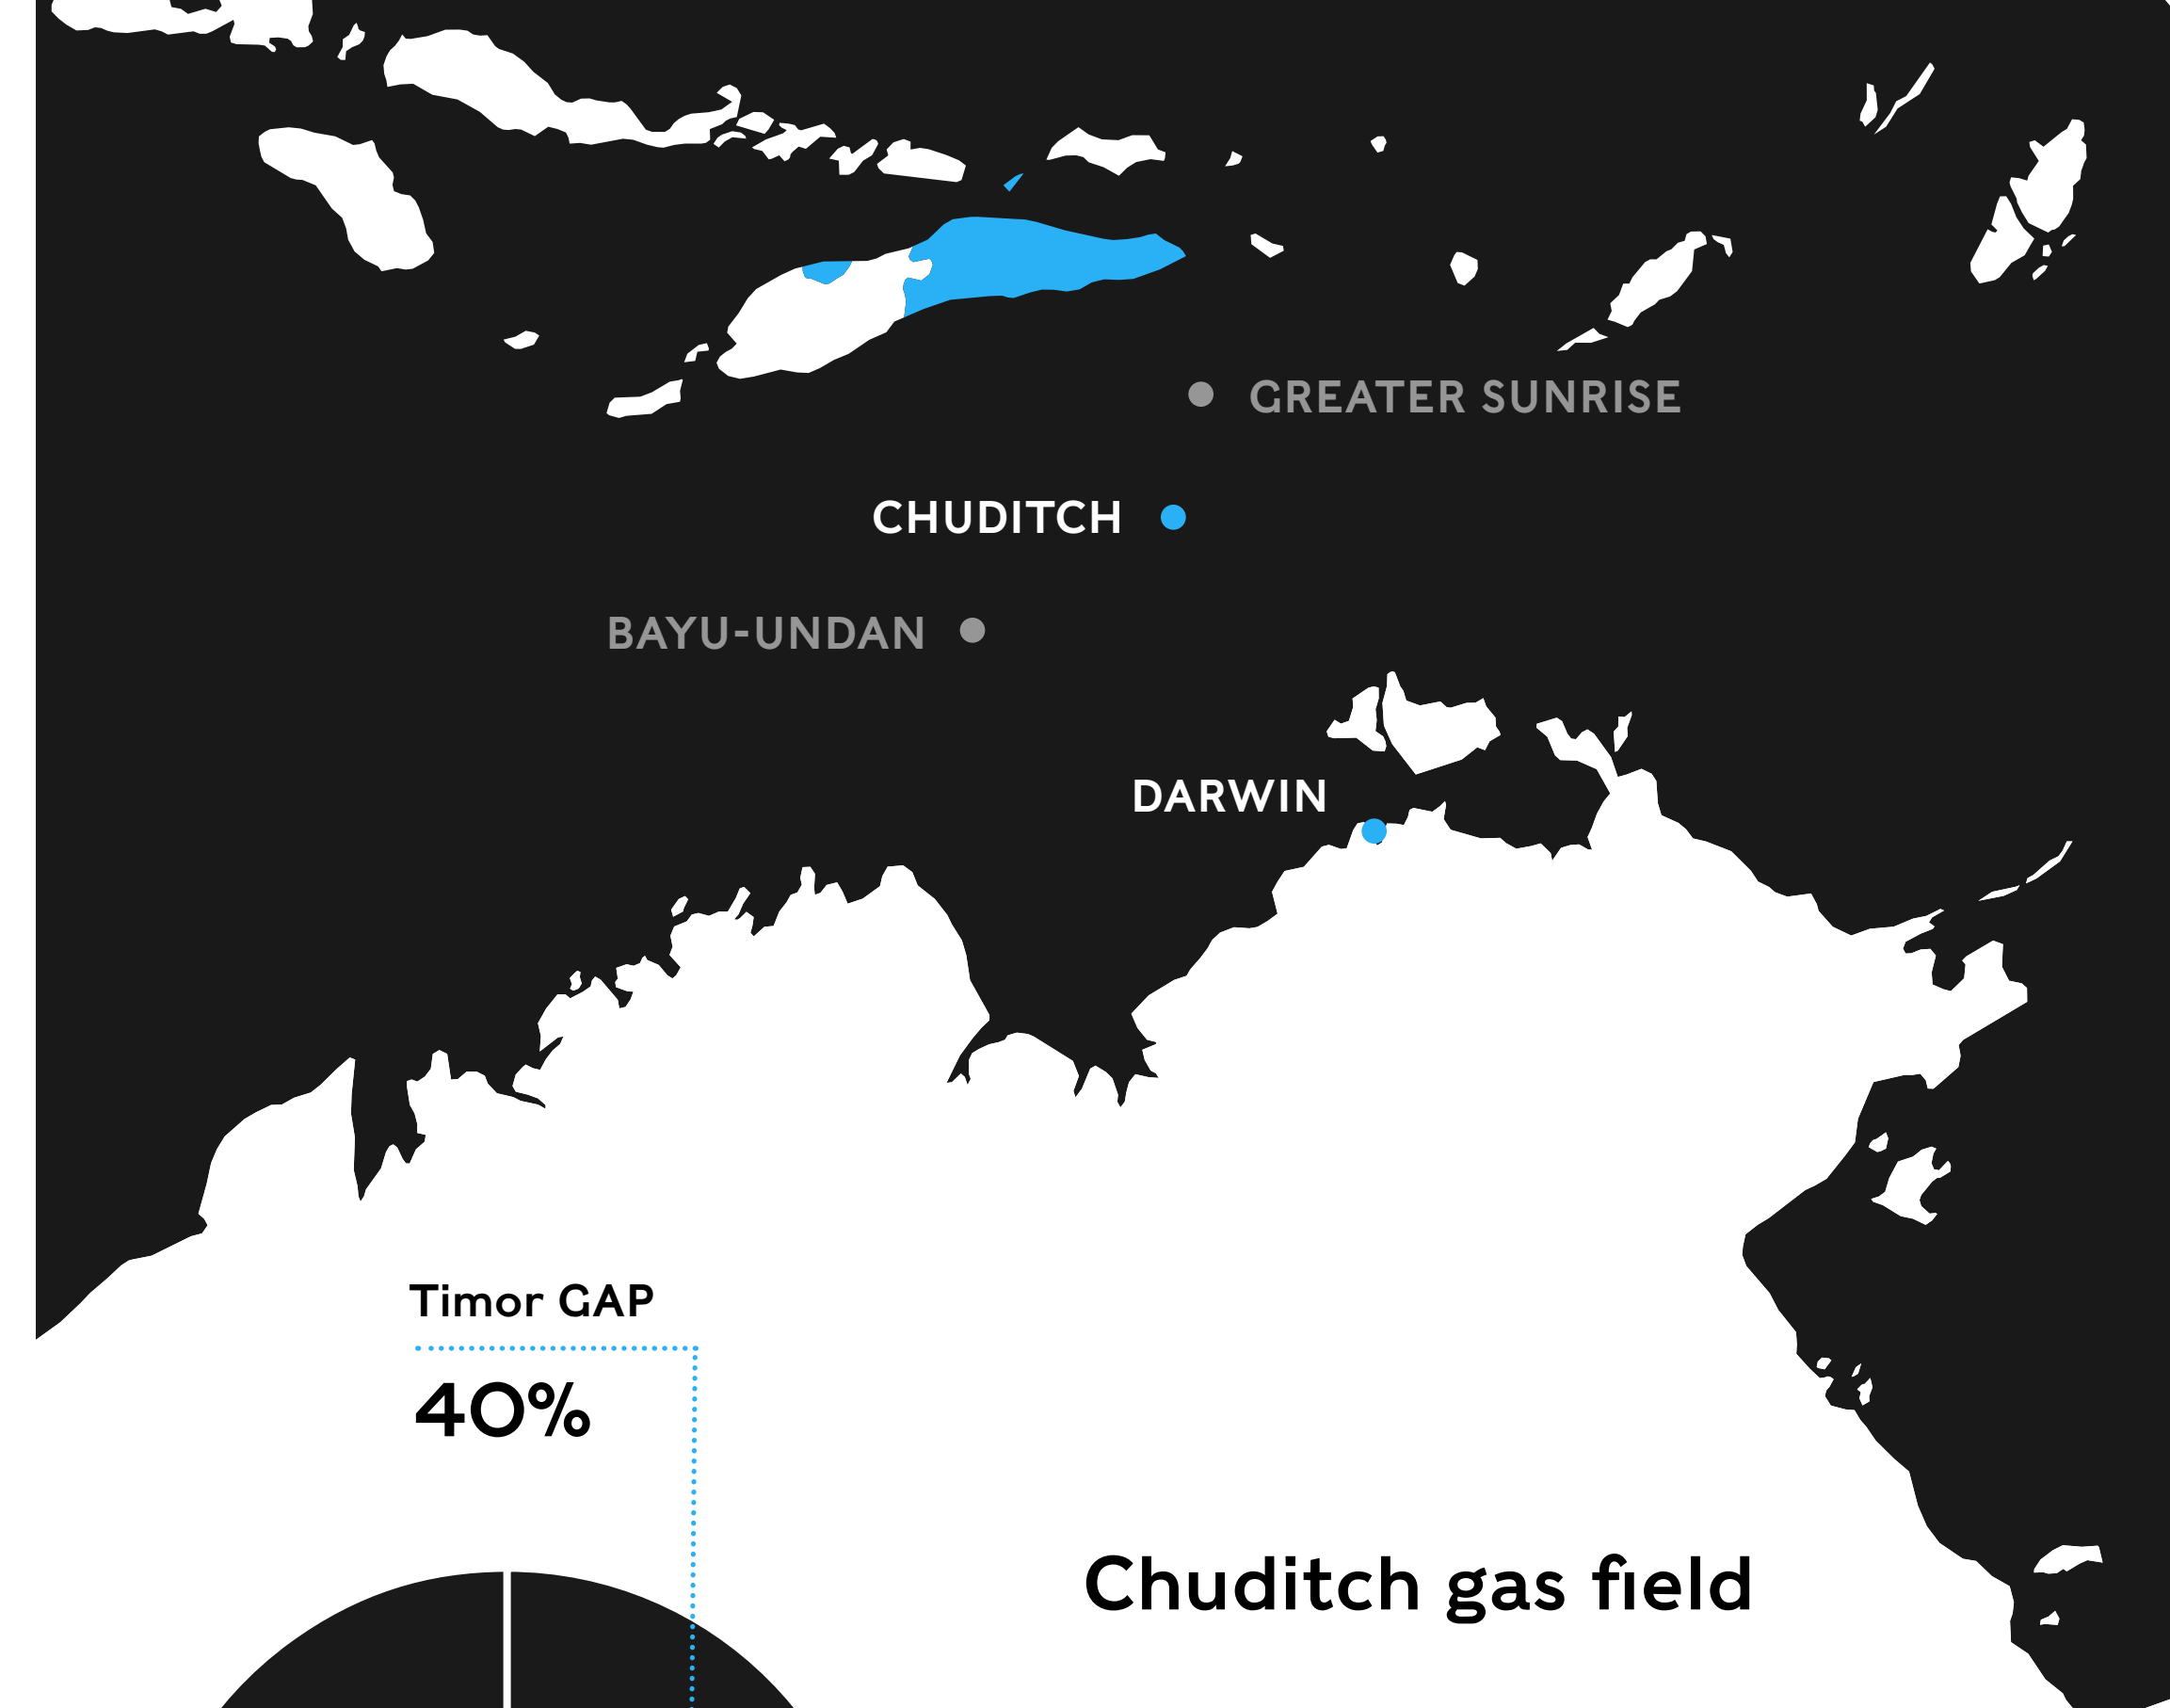 GREATER SUNRISE
CHUDITCH
BAYU-UNDAN
DARWIN
Timor GAP
40%
Chuditch gas field